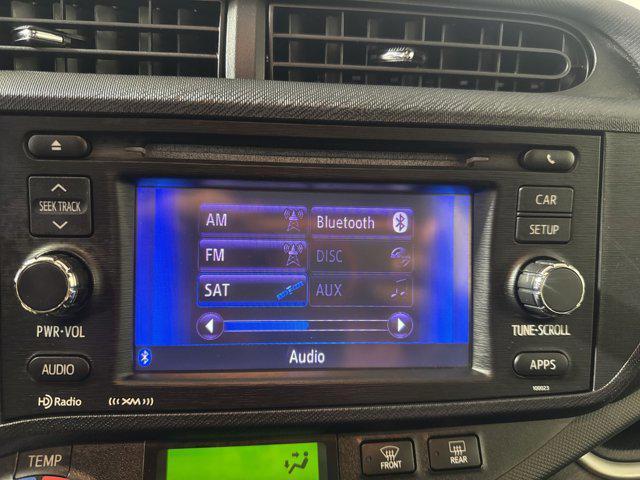 SEEK TRACK
PWR•VOL
AUDIO
HD Radio
((((XM))))
AM
FM
SAT
Bluetooth
DISC
AUX
Audio
CAR
SETUP
TUNE•SCROLL
APPS
100023
TEMP
FRONT
REAR